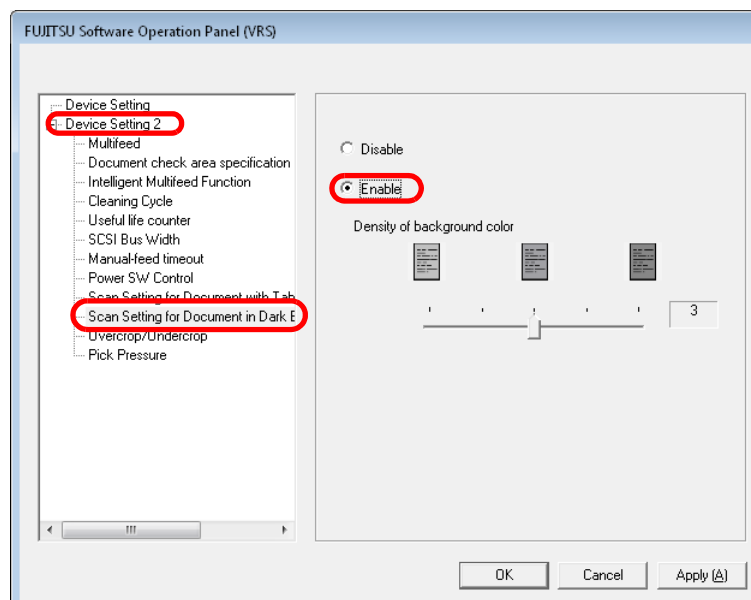 FUJITSU Software Operation Panel (VRS)
Device Setting
Device Setting 2
Multifeed
Document check area specification
Intelligent Multifeed Function
Cleaning Cycle
Useful life counter
SCSI Bus Width
Manual-feed timeout
Power SW Control
Scan Setting for Document with Tab
Scan Setting for Document in Dark E
Overcrop/Undercrop
Pick Pressure
Disable
Enable
Density of background color
3
OK
Cancel
Apply (A)